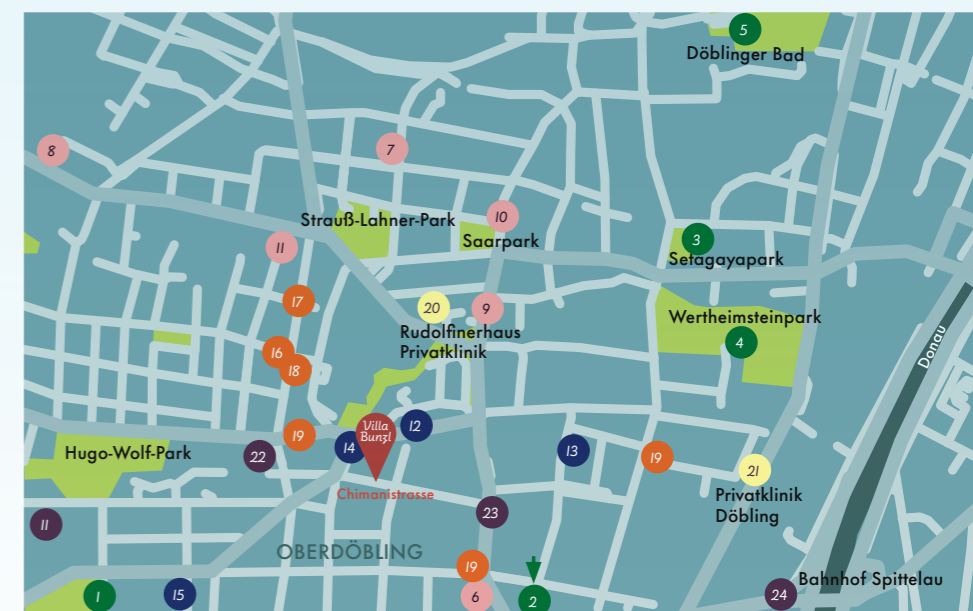 5
Döblinger Bad
8
7
10
Strauß-Lahner-Park
Saarpark
11
3
Setagayapark
17
20
9
Rudolfinerhaus
Privatklinik
Wertheimsteinpark
4
Donau
16
18
Villa
Bunzl
12
19
14
Hugo-Wolf-Park
22
13
19
21
Privatklinik
Döbling
Chimanistrasse
11
23
OBERDÖBLING
19
Bahnhof Spittelau
1
15
6
2
24